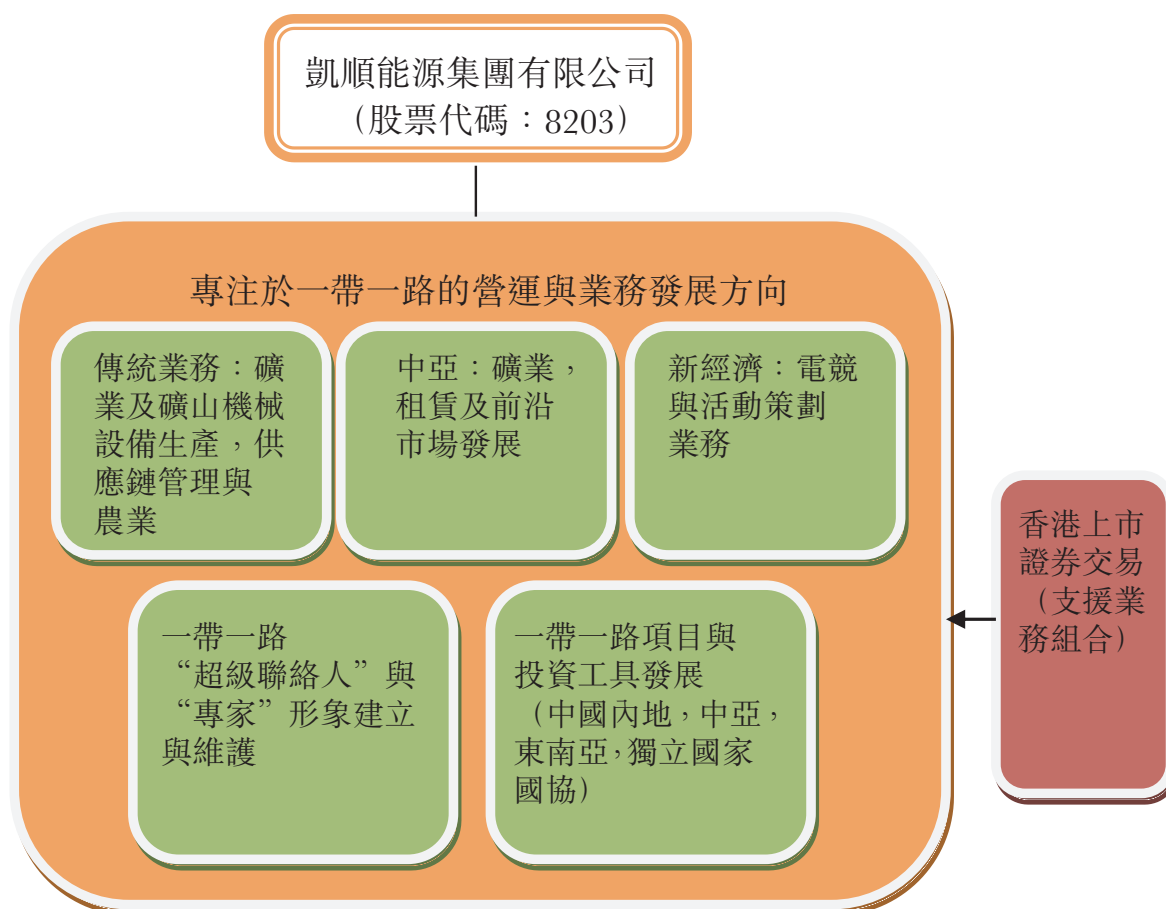 凱順能源集團有限公司
（股票代碼：8203）
專注於一帶一路的營運與業務發展方向
傳統業務：礦
業及礦山機械
設備生產，供
應鏈管理與
農業
中亞：礦業，
租賃及前沿
市場發展
新經濟：電競
與活動策劃
業務
一帶一路
“超級聯絡人”與
“專家”形象建立
與維護
一帶一路項目與
投資工具發展
（中國內地，中亞，
東南亞，獨立國家
國協）
香港上市
證券交易
（支援業
務組合）